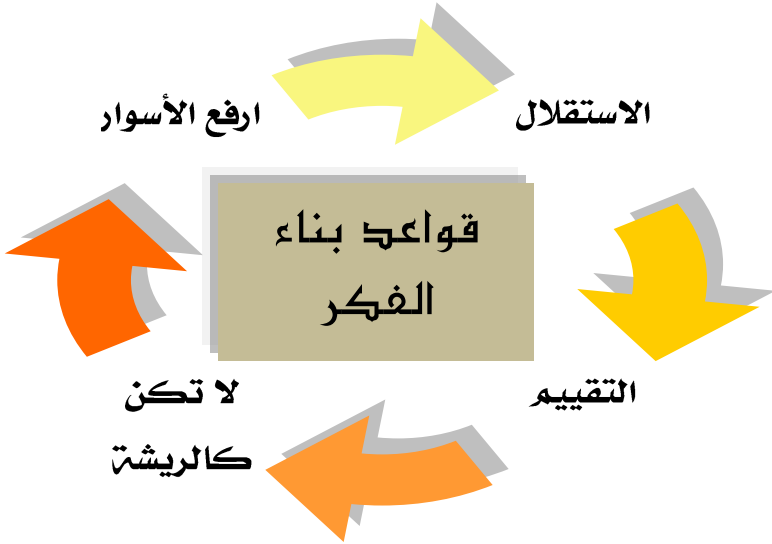 ارفع الأسوار
الاستقلال
قواعد بناء
الفكر
التقييم
لا تكن
كالريشة